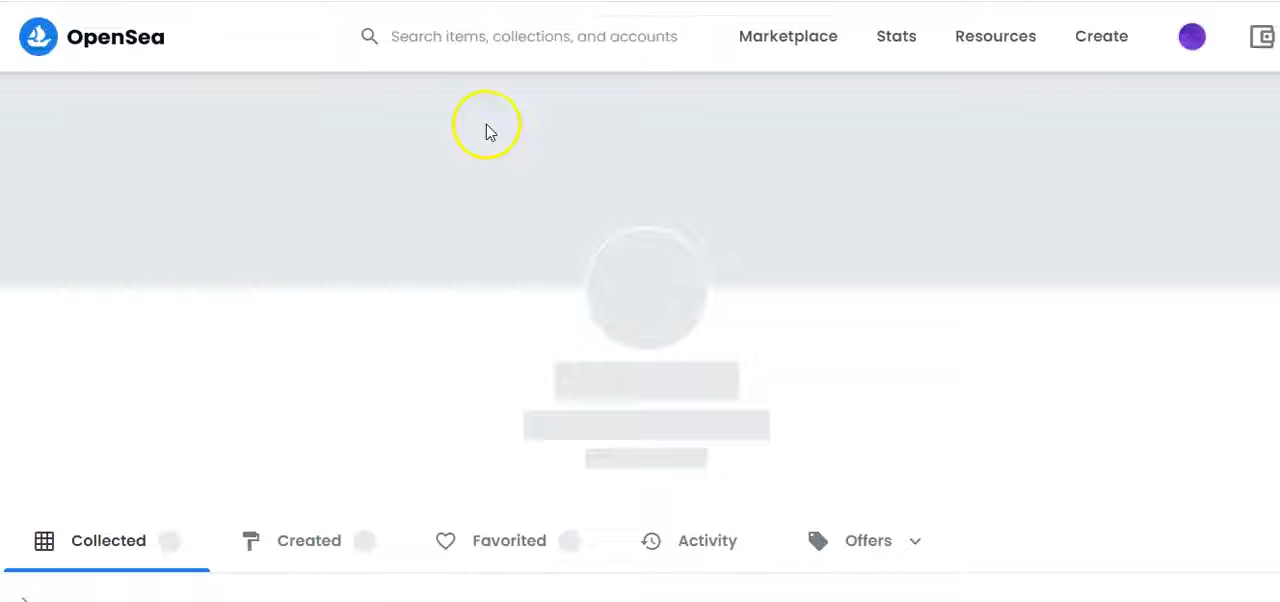 OpenSea
Search items, collections, and accounts
Marketplace
Stats
Resources
Create
Collected
Created
Favorited
Activity
Offers